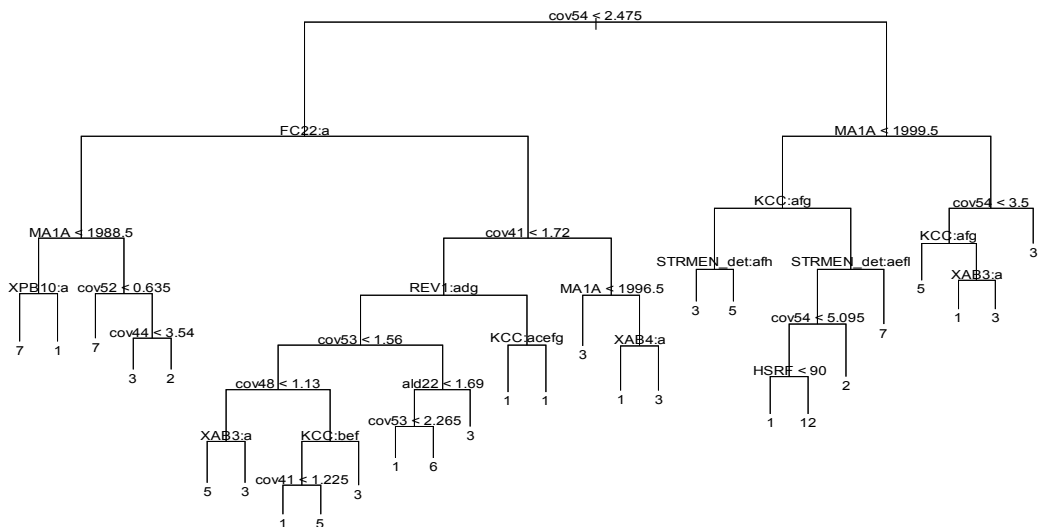 cov54 < 2.475
FC22:a
MA1A < 1999.5
KCC:afg
cov54 < 3.5
MA1A < 1988.5
cov41 < 1.72
KCC:afg
3
STRMEN_det:afh
STRMEN_det:aefl
XAB3:a
5
XPB10:a
cov52 < 0.635
REV1:adg
MA1A < 1996.5
3
5
cov54 < 5.095
7
1
3
7
1
7
cov44 < 3.54
cov53 < 1.56
KCC:acefg
3
XAB4:a
3
2
cov48 < 1.13
ald22 < 1.69
1
1
1
3
HSRF < 90
2
XAB3:a
KCC:bef
cov53 < 2.265
3
1
12
5
3
cov41 < 1.225
3
1
6
1
5